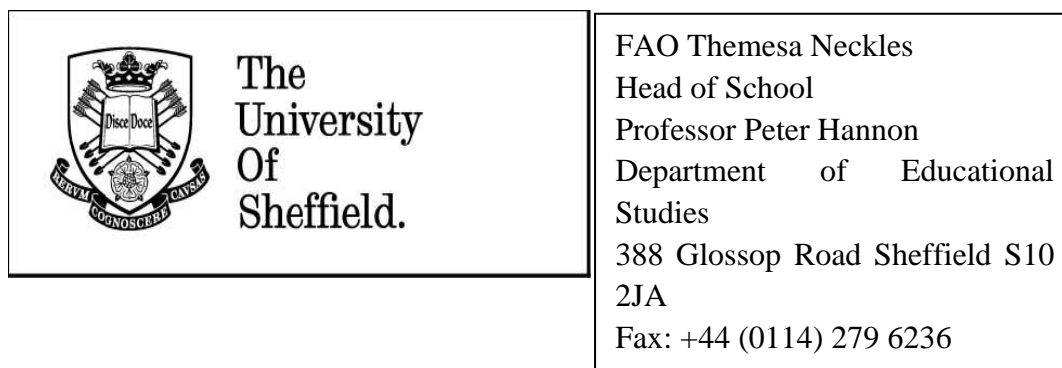 Disce Doce
RERVM
COGNOSCERE
CAVSAS
The
University
Of
Sheffield.
FAO Themesa Neckles
Head of School
Professor Peter Hannon
Department of Educational
Studies
388 Glossop Road Sheffield S10
2JA
Fax: +44 (0114) 279 6236